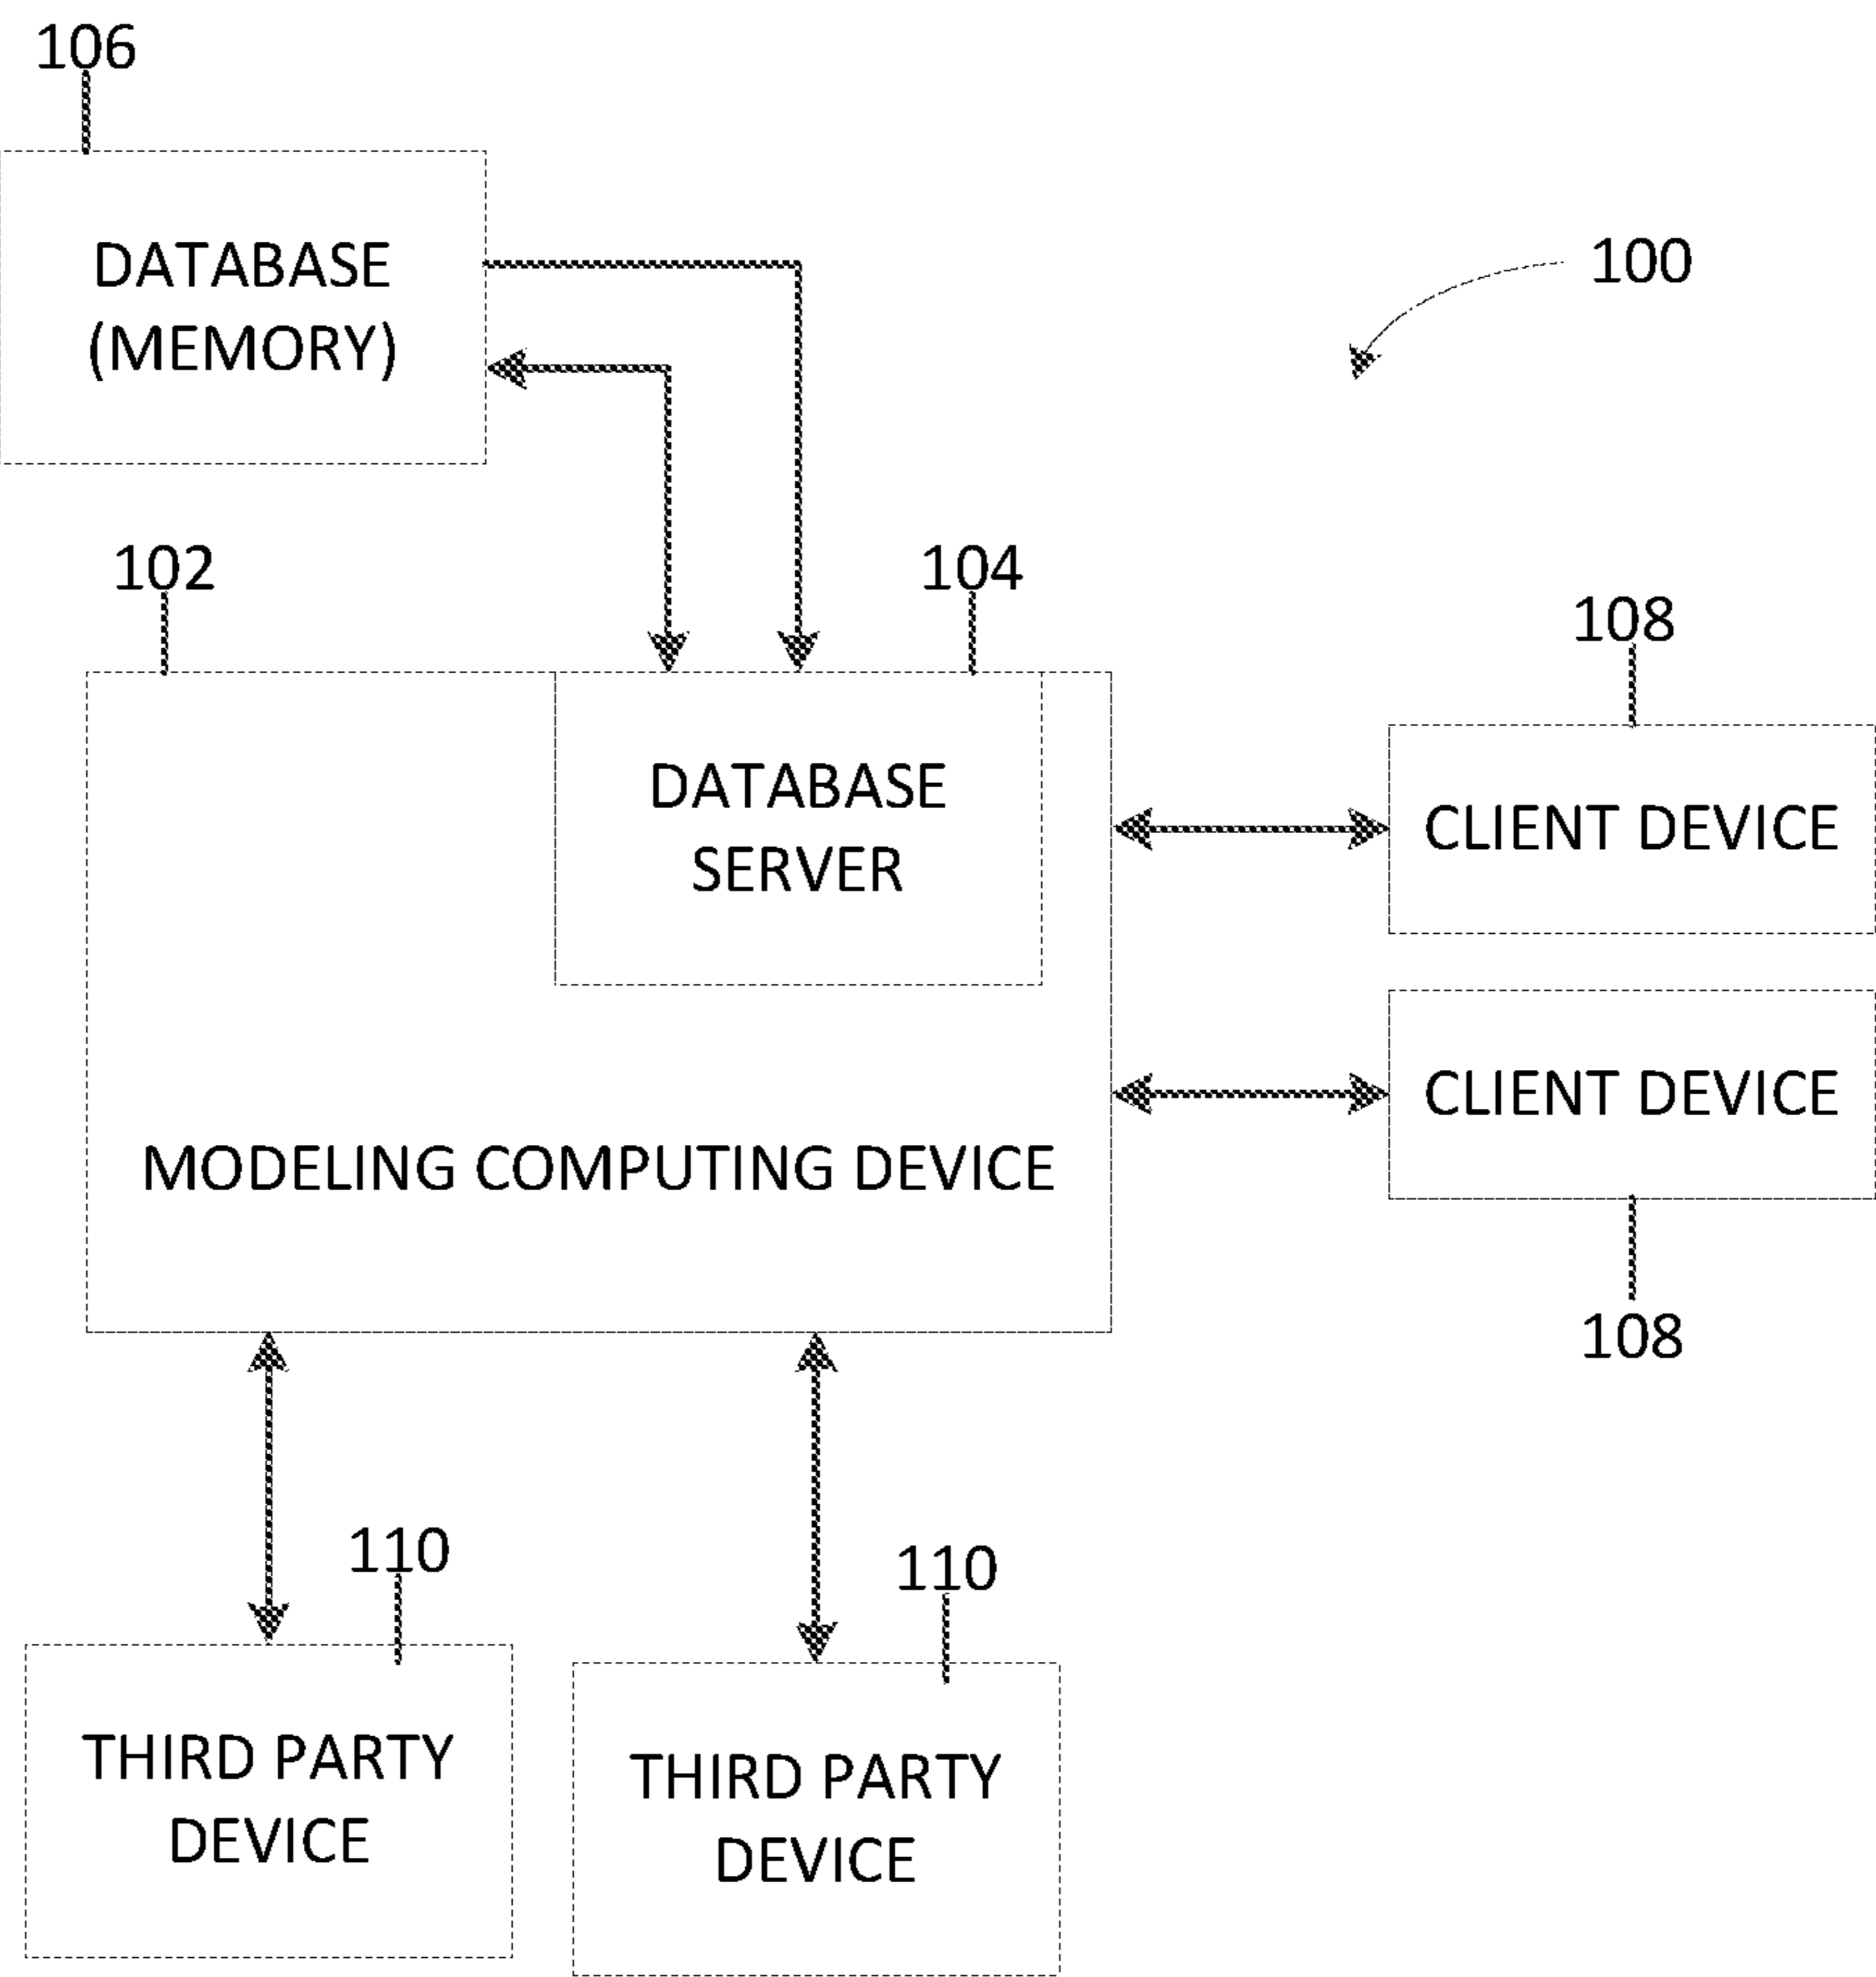 106
DATABASE
(MEMORY)
100
102
104
108
DATABASE
SERVER
CLIENT DEVICE
CLIENT DEVICE
MODELING COMPUTING DEVICE
108
110
110
THIRD PARTY
DEVICE
THIRD PARTY
DEVICE